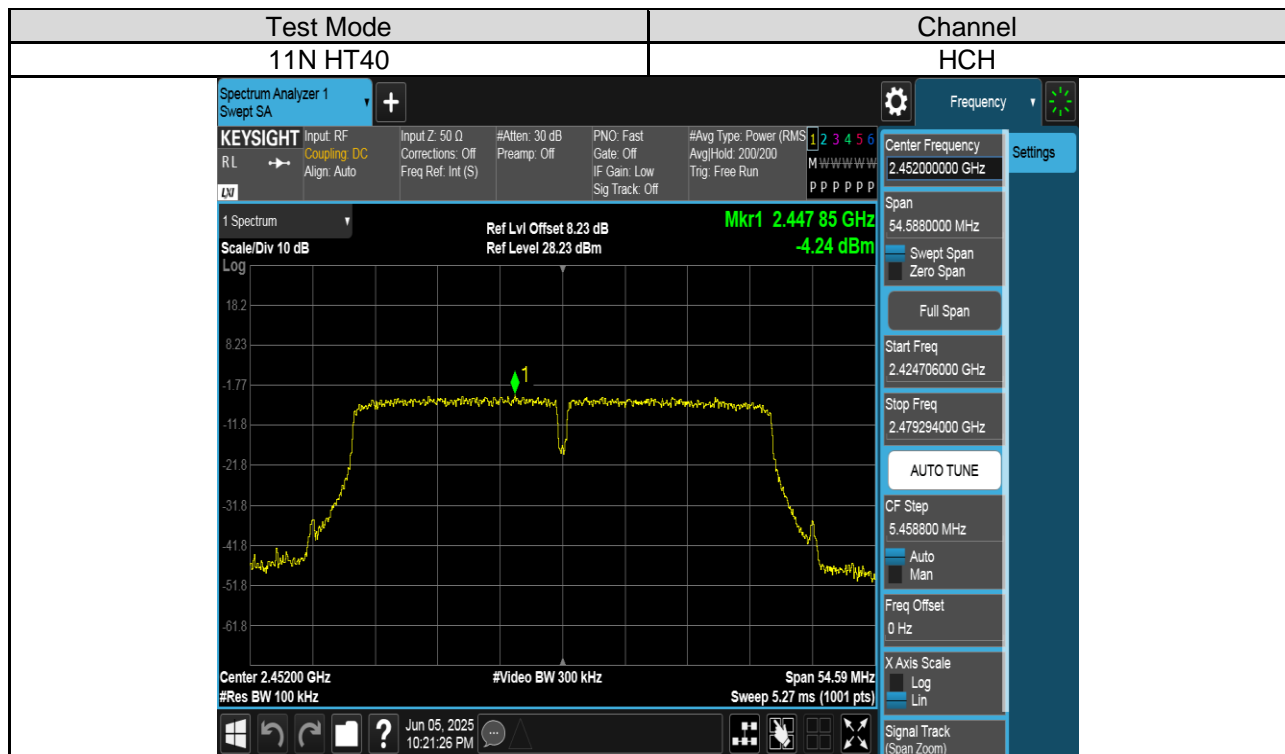 Test Mode Channel
11N HT40 HCH
Spectrum Analyzer 1
Swept SA
Frequency
KEYSIGHT
RL
LXI
Input: RF
Coupling: DC
Align: Auto
Input Z: 50 Ω
Corrections: Off
Freq Ref: Int (S)
#Atten: 30 dB
Preamp: Off
PNO: Fast
Gate: Off
IF Gain: Low
Sig Track: Off
#Avg Type: Power (RMS
Avg|Hold: 200/200
Trig: Free Run
1 2 3 4 5 6
M W W W W W
P P P P P P
1 Spectrum
Scale/Div 10 dB
Ref Lvl Offset 8.23 dB
Ref Level 28.23 dBm
Mkr1 2.447 85 GHz
-4.24 dBm
Log
18.2
8.23
-1.77
-11.8
-21.8
-31.8
-41.8
-51.8
-61.8
1
Center 2.45200 GHz
#Res BW 100 kHz
#Video BW 300 kHz
Span 54.59 MHz
Sweep 5.27 ms (1001 pts)
Settings
Center Frequency
2.452000000 GHz
Span
54.5880000 MHz
Swept Span
Zero Span
Full Span
Start Freq
2.424706000 GHz
Stop Freq
2.479294000 GHz
AUTO TUNE
CF Step
5.458800 MHz
Auto
Man
Freq Offset
0 Hz
X Axis Scale
Log
Lin
Signal Track
(Span Zoom)
?
Jun 05, 2025
10:21:26 PM